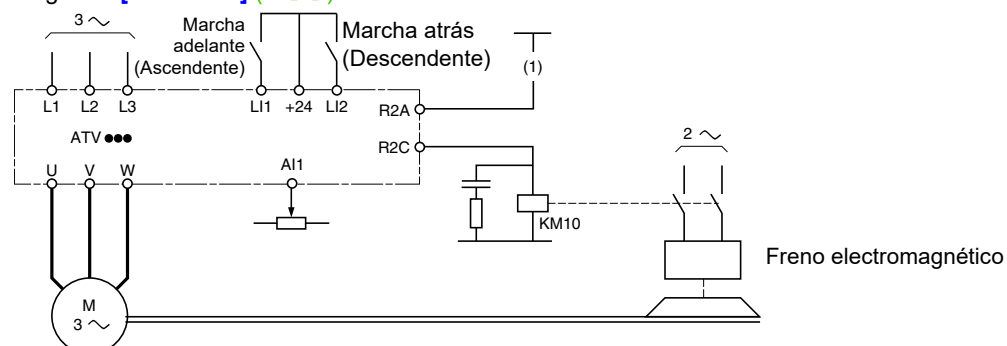 3
Marcha
adelante
(Ascendente)
Marcha atrás
(Descendente)
(1)
L1 L2 L3 LI1 +24 LI2
R2A
ATV
R2C
2
U V W
AI1
KM10
Freno electromagnético
M
3